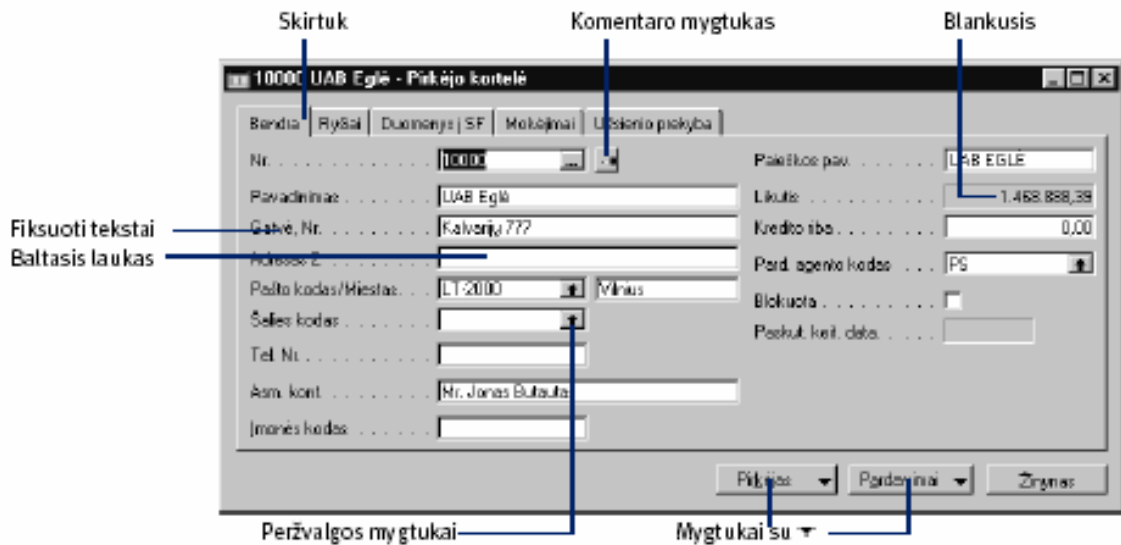 Skirtuk Komentaro mygtukas Blankusis
10000 UAB Eglė - Pirkėjo kortelė
Bendra Ryšiai Duomenys į SF Mokėjimai Užsienio prekyba
Nr. 10000 ... Paieškos pav. UAB EGLĖ
Pavadinimas UAB Eglė Likutis 1.468.888,39
Fiksuoti tekstai Gatvė, Nr. Kalvarijų 777 Kredito riba 0,00
Baltasis laukas Adresas 2 Pard. agento kodas PS
Pašto kodas/Miestas LT-2000 Vilnius Blokuota
Šalies kodas Paskut. keit. data
Tel. Nr.
Asm. kont. Mr. Jonas Butautas
Įmonės kodas
Pirkėjas Pardavimai Žinynas
Peržvalgos mygtukai Mygtukai su